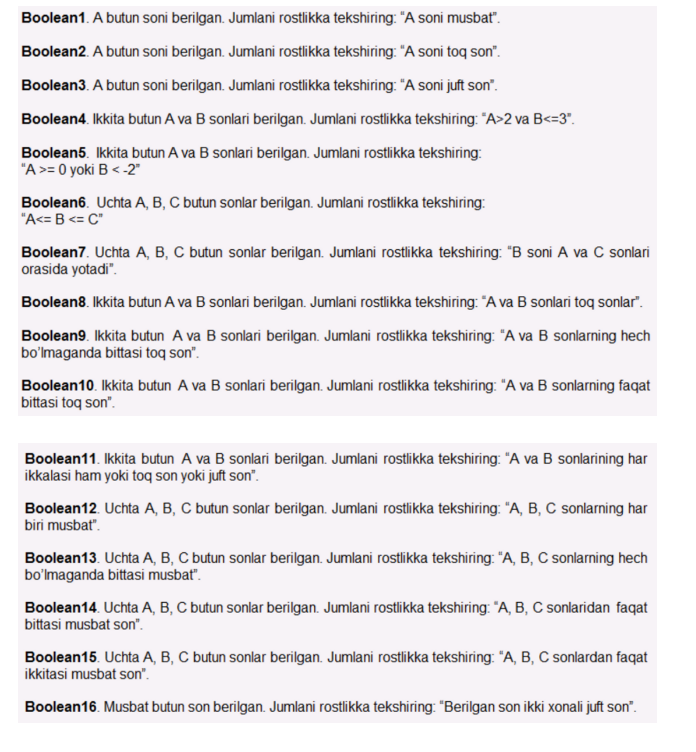 Boolean1. A butun soni berilgan. Jumlani rostlikka tekshiring: “A soni musbat”.
Boolean2. A butun soni berilgan. Jumlani rostlikka tekshiring: “A soni toq son”.
Boolean3. A butun soni berilgan. Jumlani rostlikka tekshiring: “A soni juft son”.
Boolean4. Ikkita butun A va B sonlari berilgan. Jumlani rostlikka tekshiring: “A>2 va B<=3”.
Boolean5. Ikkita butun A va B sonlari berilgan. Jumlani rostlikka tekshiring:
“A >= 0 yoki B < -2”
Boolean6. Uchta A, B, C butun sonlar berilgan. Jumlani rostlikka tekshiring:
“A<= B <= C”
Boolean7. Uchta A, B, C butun sonlar berilgan. Jumlani rostlikka tekshiring: “B soni A va C sonlari
orasida yotadi”.
Boolean8. Ikkita butun A va B sonlari berilgan. Jumlani rostlikka tekshiring: “A va B sonlari toq sonlar”.
Boolean9. Ikkita butun A va B sonlari berilgan. Jumlani rostlikka tekshiring: “A va B sonlarning hech
bo’lmaganda bittasi toq son”.
Boolean10. Ikkita butun A va B sonlari berilgan. Jumlani rostlikka tekshiring: “A va B sonlarning faqat
bittasi toq son”.
Boolean11. Ikkita butun A va B sonlari berilgan. Jumlani rostlikka tekshiring: “A va B sonlarining har
ikkalasi ham yoki toq son yoki juft son”.
Boolean12. Uchta A, B, C butun sonlar berilgan. Jumlani rostlikka tekshiring: “A, B, C sonlarning har
biri musbat”.
Boolean13. Uchta A, B, C butun sonlar berilgan. Jumlani rostlikka tekshiring: “A, B, C sonlarning hech
bo’lmaganda bittasi musbat”.
Boolean14. Uchta A, B, C butun sonlar berilgan. Jumlani rostlikka tekshiring: “A, B, C sonlaridan faqat
bittasi musbat son”.
Boolean15. Uchta A, B, C butun sonlar berilgan. Jumlani rostlikka tekshiring: “A, B, C sonlardan faqat
ikkitasi musbat son”.
Boolean16. Musbat butun son berilgan. Jumlani rostlikka tekshiring: “Berilgan son ikki xonali juft son”.